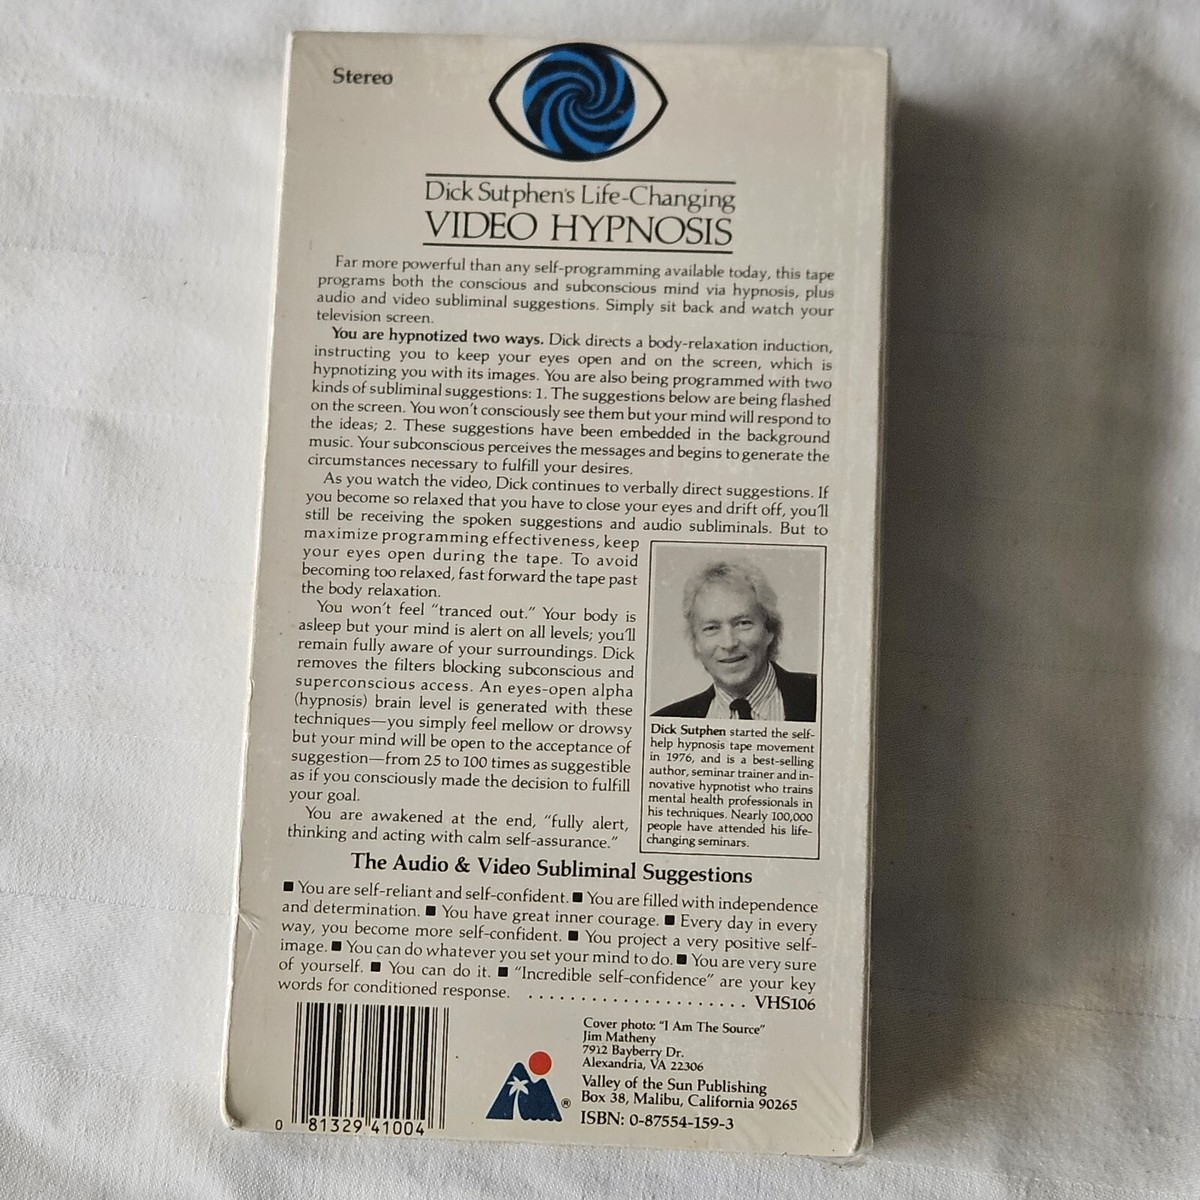 Stereo
Dick Sutphen's Life-Changing
VIDEO HYPNOSIS
Far more powerful than any self-programming available today, this tape
programs both the conscious and subconscious mind via hypnosis, plus
audio and video subliminal suggestions. Simply sit back and watch your
television screen.
You are hypnotized two ways. Dick directs a body-relaxation induction,
instructing you to keep your eyes open and on the screen, which is
hypnotizing you with its images. You are also being programmed with two
kinds of subliminal suggestions: 1. The suggestions below are being flashed
on the screen. You won't consciously see them but your mind will respond to
the ideas; 2. These suggestions have been embedded in the background
music. Your subconscious perceives the messages and begins to generate the
circumstances necessary to fulfill your desires.
As you watch the video, Dick continues to verbally direct suggestions. If
you become so relaxed that you have to close your eyes and drift off, you'll
still be receiving the spoken suggestions and audio subliminals. But to
maximize programming effectiveness, keep
your eyes open during the tape. To avoid
becoming too relaxed, fast forward the tape past
the body relaxation.
You won't feel "tranced out." Your body is
asleep but your mind is alert on all levels; you'll
remain fully aware of your surroundings. Dick
removes the filters blocking subconscious and
superconscious access. An eyes-open alpha
(hypnosis) brain level is generated with these
techniques—you simply feel mellow or drowsy
but your mind will be open to the acceptance of
suggestion—from 25 to 100 times as suggestible
as if you consciously made the decision to fulfill
your goal.
You are awakened at the end, "fully alert,
thinking and acting with calm self-assurance."
Dick Sutphen started the self-
help hypnosis tape movement
in 1976, and is a best-selling
author, seminar trainer and in-
novative hypnotist who trains
mental health professionals in
his techniques. Nearly 100,000
people have attended his life-
changing seminars.
The Audio & Video Subliminal Suggestions
■ You are self-reliant and self-confident. ■ You are filled with independence
and determination. ■ You have great inner courage. ■ Every day in every
way, you become more self-confident. ■ You project a very positive self-
image. ■ You can do whatever you set your mind to do. ■ You are very sure
of yourself. ■ You can do it. ■ "Incredible self-confidence" are your key
words for conditioned response. . . . . . . . . . . . . . . . . . . . . . VHS106
Cover photo: "I Am The Source"
Jim Matheny
7912 Bayberry Dr.
Alexandria, VA 22306
Valley of the Sun Publishing
Box 38, Malibu, California 90265
ISBN: 0-87554-159-3
®
0 81329 41004